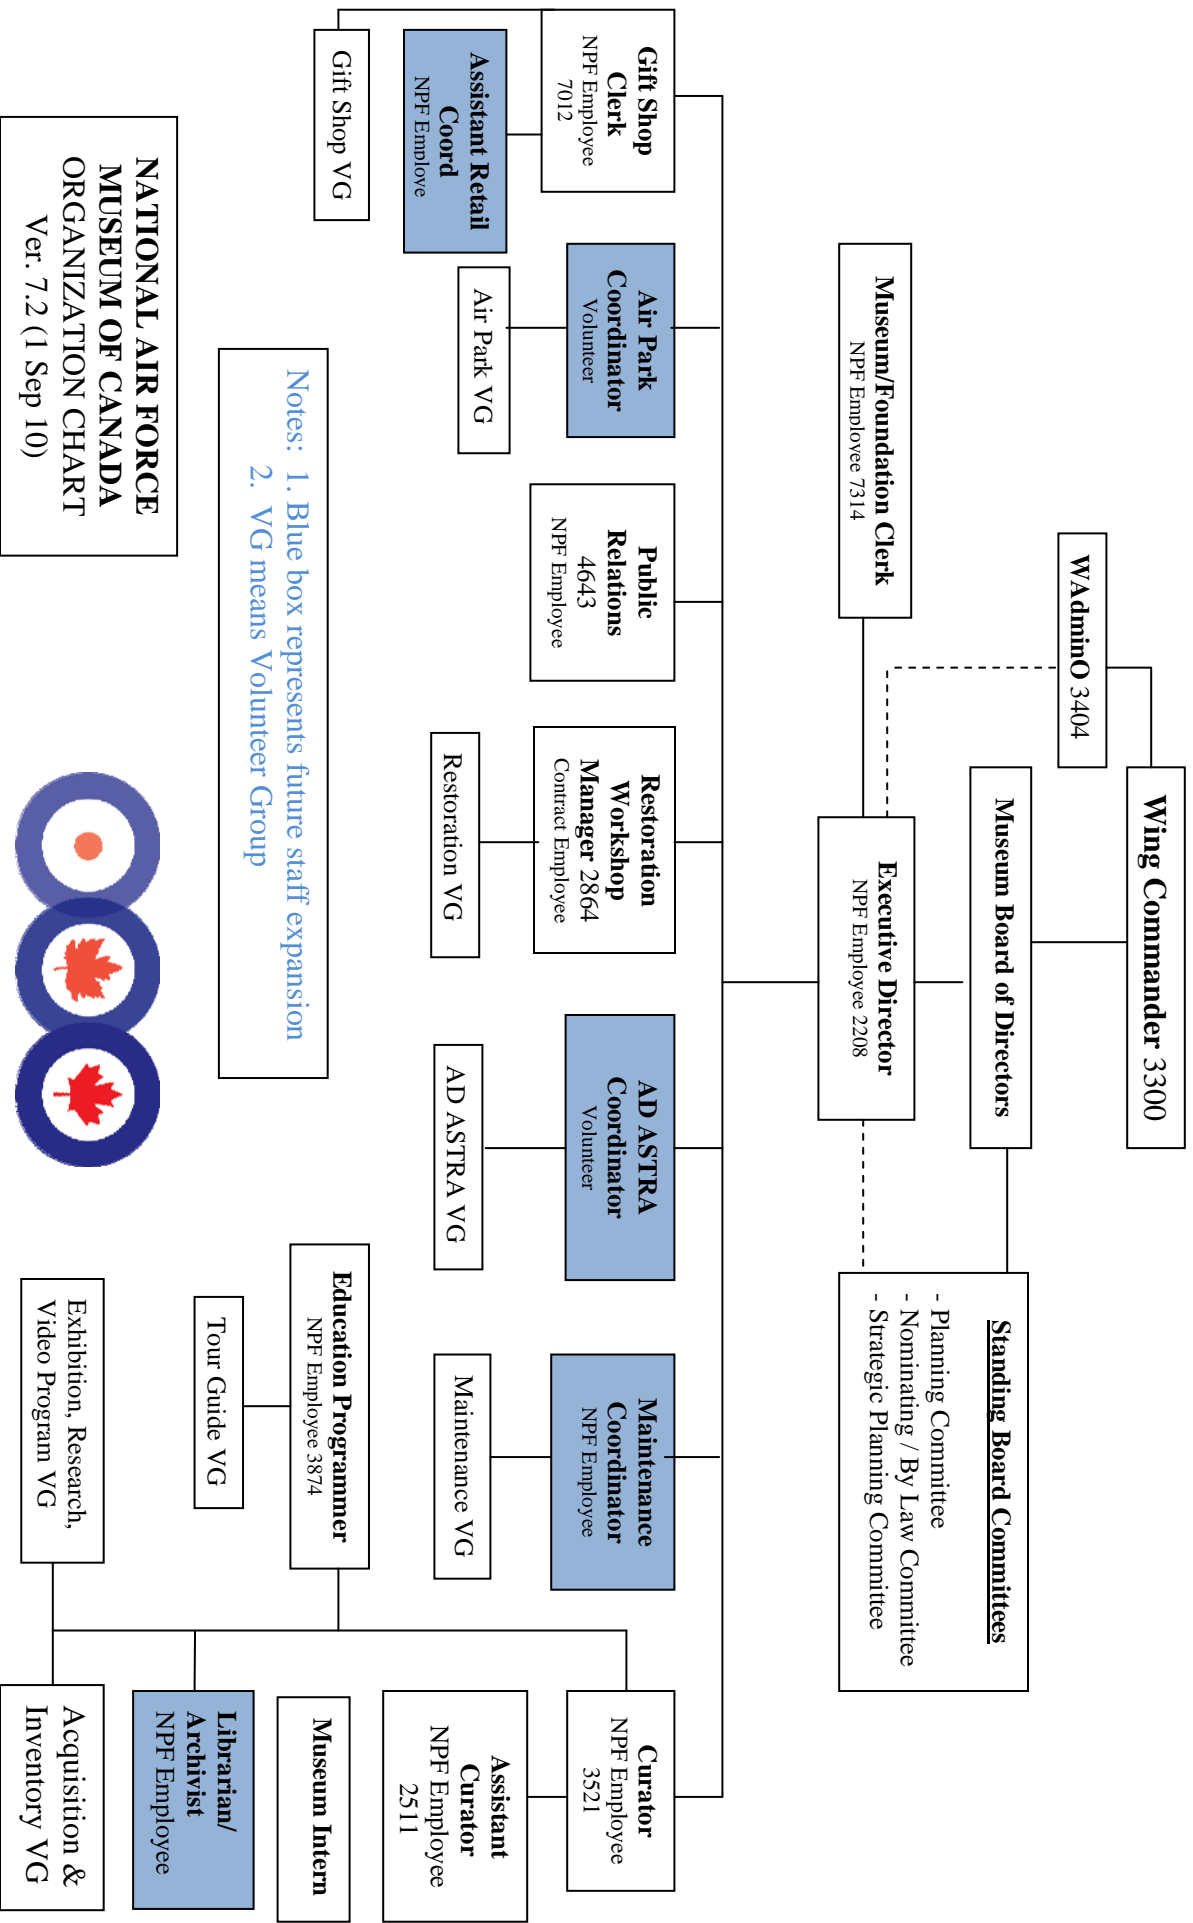 Wing Commander 3300
WAdminO 3404
Museum Board of Directors
Standing Board Committees
- Planning Committee
- Nominating / By Law Committee
- Strategic Planning Committee
Museum/Foundation Clerk
NPF Employee 7314
Executive Director
NPF Employee 2208
Gift Shop
Clerk
NPF Employee
7012
Assistant Retail
Coord
NPF Employe
Gift Shop VG
Air Park
Coordinator
Volunteer
Air Park VG
Public
Relations
4643
NPF Employee
Restoration
Workshop
Manager 2864
Contract Employee
Restoration VG
AD ASTRA
Coordinator
Volunteer
AD ASTRA VG
Maintenance
Coordinator
NPF Employee
Maintenance VG
Curator
NPF Employee
3521
Assistant
Curator
NPF Employee
2511
Education Programmer
NPF Employee 3874
Tour Guide VG
Museum Intern
Librarian/
Archivist
NPF Employee
Exhibition, Research,
Video Program VG
Acquisition &
Inventory VG
Notes: 1. Blue box represents future staff expansion
2. VG means Volunteer Group
NATIONAL AIR FORCE
MUSEUM OF CANADA
ORGANIZATION CHART
Ver. 7.2 (1 Sep 10)